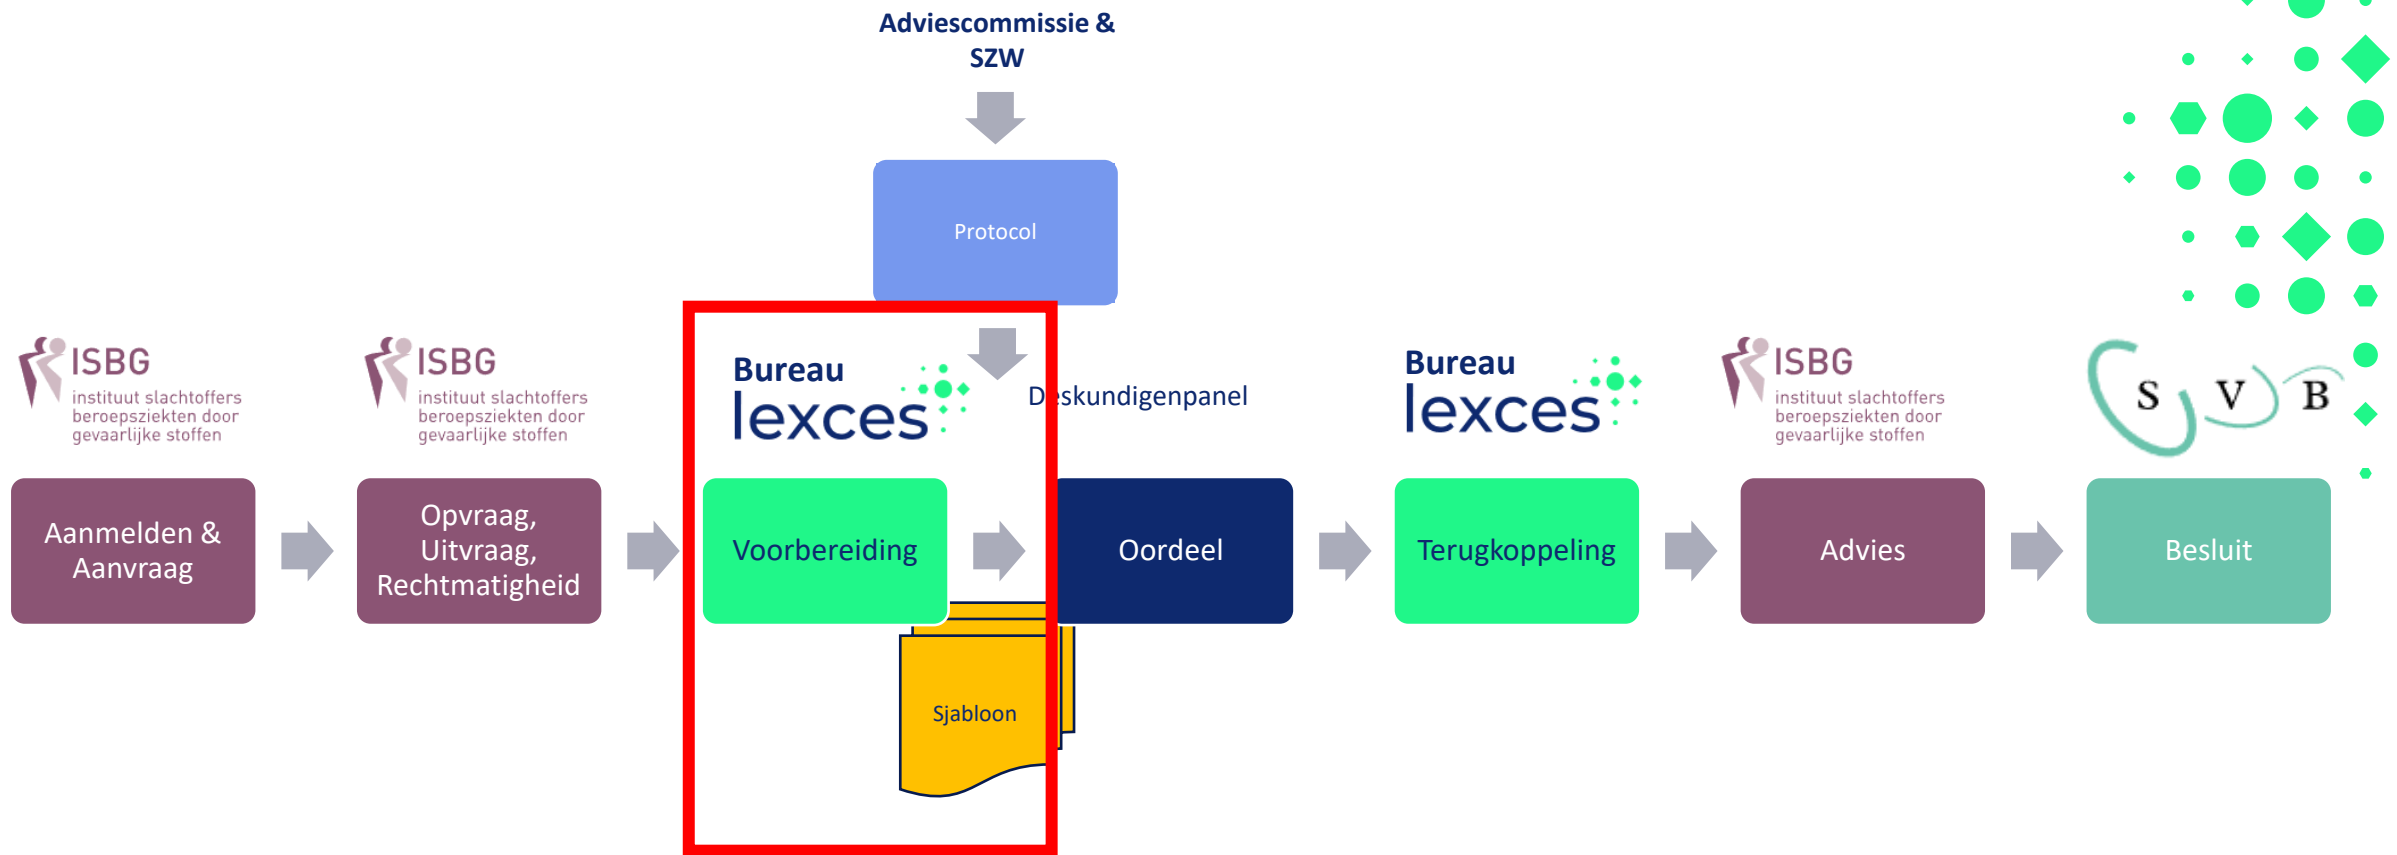 Adviescommissie &
SZW
Protocol
ISBG
instituut slachtoffers
beroepsziekten door
gevaarlijke stoffen
ISBG
instituut slachtoffers
beroepsziekten door
gevaarlijke stoffen
Bureau
lexces
Deskundigenpanel
Bureau
lexces
ISBG
instituut slachtoffers
beroepsziekten door
gevaarlijke stoffen
S V B
Aanmelden &
Aanvraag
Opvraag,
Uitvraag,
Rechtmatigheid
Voorbereiding
Oordeel
Terugkoppeling
Advies
Besluit
Sjabloon